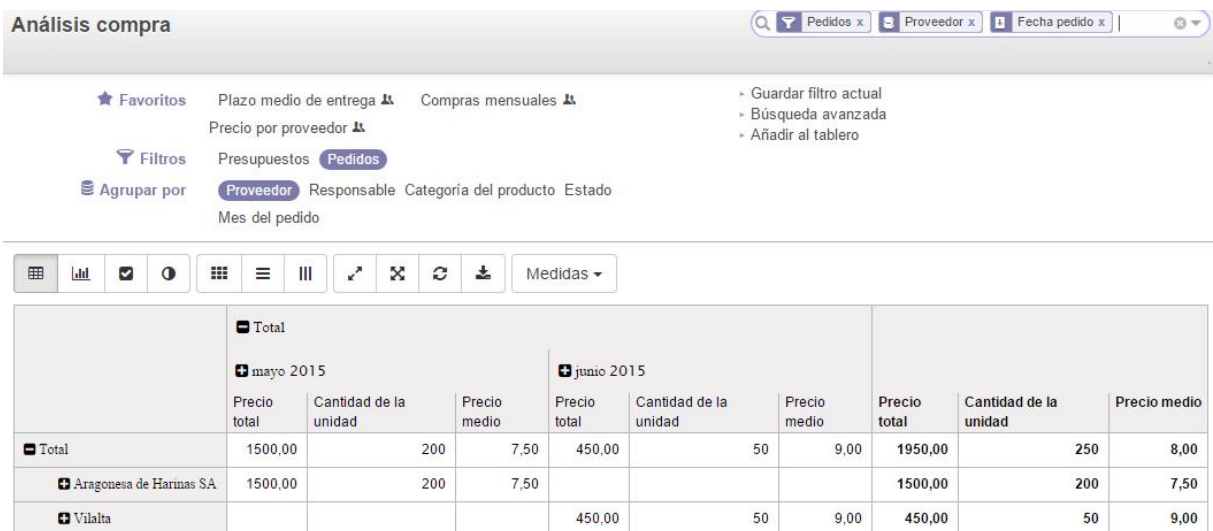 Análisis compra
Pedidos x Proveedor x Fecha pedido x
Favoritos Plazo medio de entrega Compras mensuales
Precio por proveedor
Filtros Presupuestos Pedidos
Agrupar por Proveedor Responsable Categoría del producto Estado
Mes del pedido
Guardar filtro actual
Búsqueda avanzada
Añadir al tablero
Medidas
Total
mayo 2015 junio 2015
Precio total Cantidad de la unidad Precio medio Precio total Cantidad de la unidad Precio medio Precio total Cantidad de la unidad Precio medio
Total 1500,00 200 7,50 450,00 50 9,00 1950,00 250 8,00
Aragonesa de Harinas SA 1500,00 200 7,50 1500,00 200 7,50
Vilalta 450,00 50 9,00 450,00 50 9,00